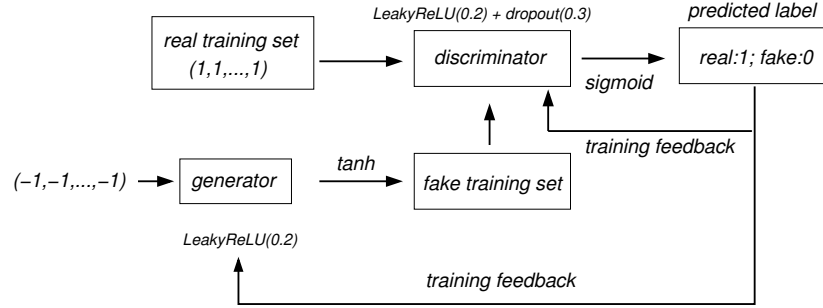 LeakyReLU(0.2) + dropout(0.3)
predicted label
real training set
(1,1,...,1)
discriminator
sigmoid
real:1; fake:0
training feedback
(−1,−1,...,−1)
generator
tanh
fake training set
LeakyReLU(0.2)
training feedback